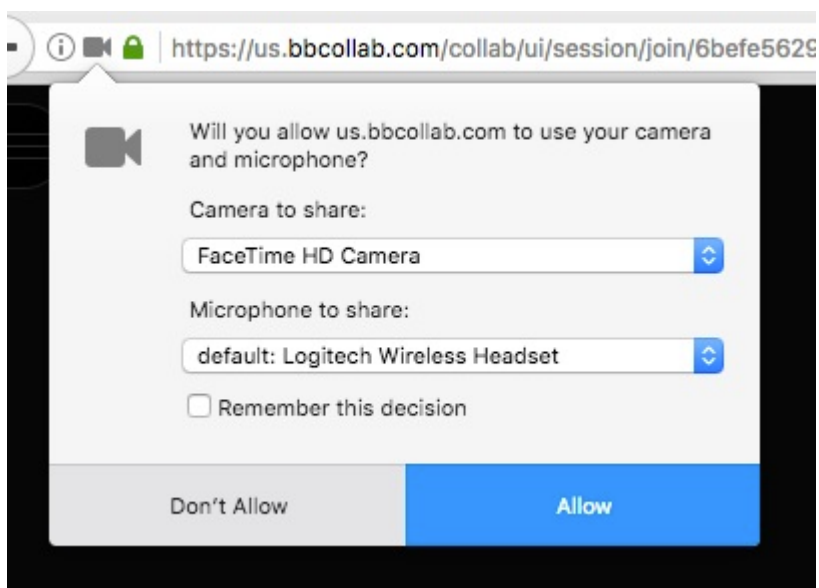 https://us.bbcollab.com/collab/ui/session/join/6befe5629
Will you allow us.bbcollab.com to use your camera
and microphone?
Camera to share:
FaceTime HD Camera
Microphone to share:
default: Logitech Wireless Headset
Remember this decision
Don't Allow
Allow